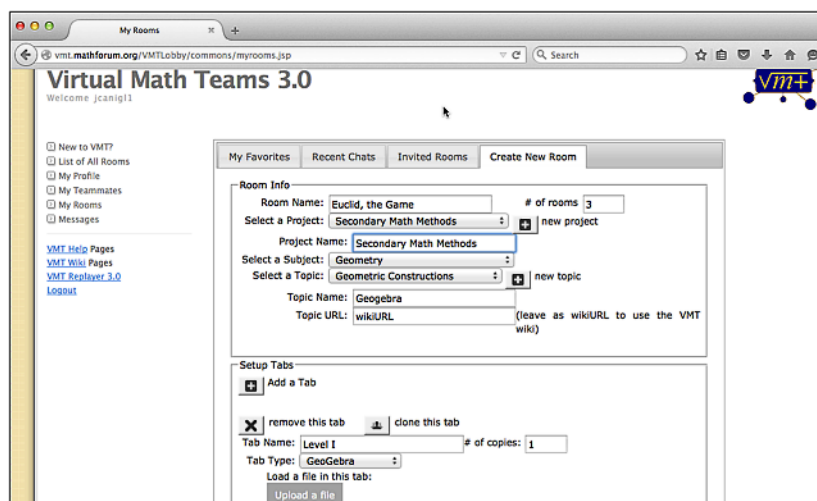 My Rooms
vmt.mathforum.org/VMTLobby/commons/myrooms.jsp
Search
Virtual Math Teams 3.0
Welcome jcanigl1
Vm+
New to VMT?
List of All Rooms
My Profile
My Teammates
My Rooms
Messages
VMT Help Pages
VMT Wiki Pages
VMT Replayer 3.0
Logout
My Favorites Recent Chats Invited Rooms Create New Room
Room Info
Room Name: Euclid, the Game # of rooms 3
Select a Project: Secondary Math Methods new project
Project Name: Secondary Math Methods
Select a Subject: Geometry
Select a Topic: Geometric Constructions new topic
Topic Name: Geogebra
Topic URL: wikiURL (leave as wikiURL to use the VMT
wiki)
Setup Tabs
Add a Tab
remove this tab clone this tab
Tab Name: Level I # of copies: 1
Tab Type: GeoGebra
Load a file in this tab:
Upload a file